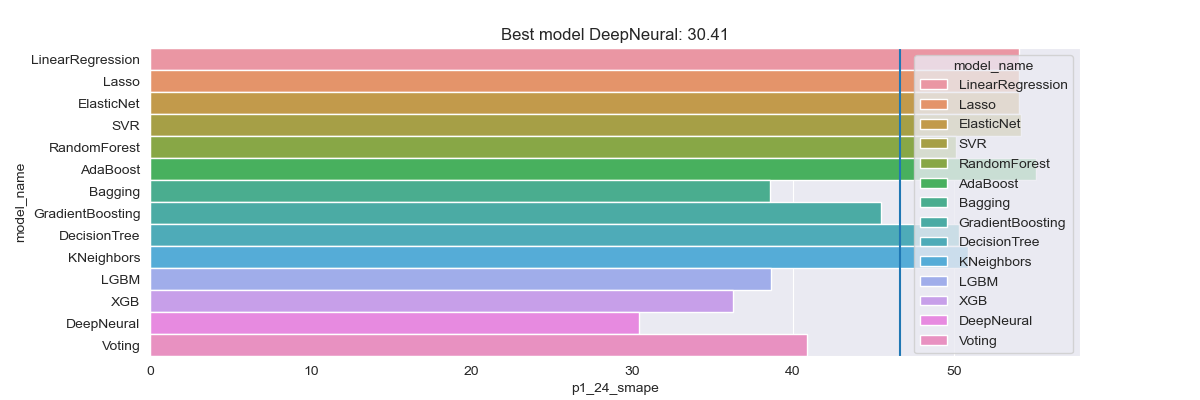 Best model DeepNeural: 30.41
model_name
LinearRegression
Lasso
ElasticNet
SVR
RandomForest
AdaBoost
Bagging
GradientBoosting
DecisionTree
KNeighbors
LGBM
XGB
DeepNeural
Voting
0 10 20 30 40 50
p1_24_smape
model_name
LinearRegression
Lasso
ElasticNet
SVR
RandomForest
AdaBoost
Bagging
GradientBoosting
DecisionTree
KNeighbors
LGBM
XGB
DeepNeural
Voting